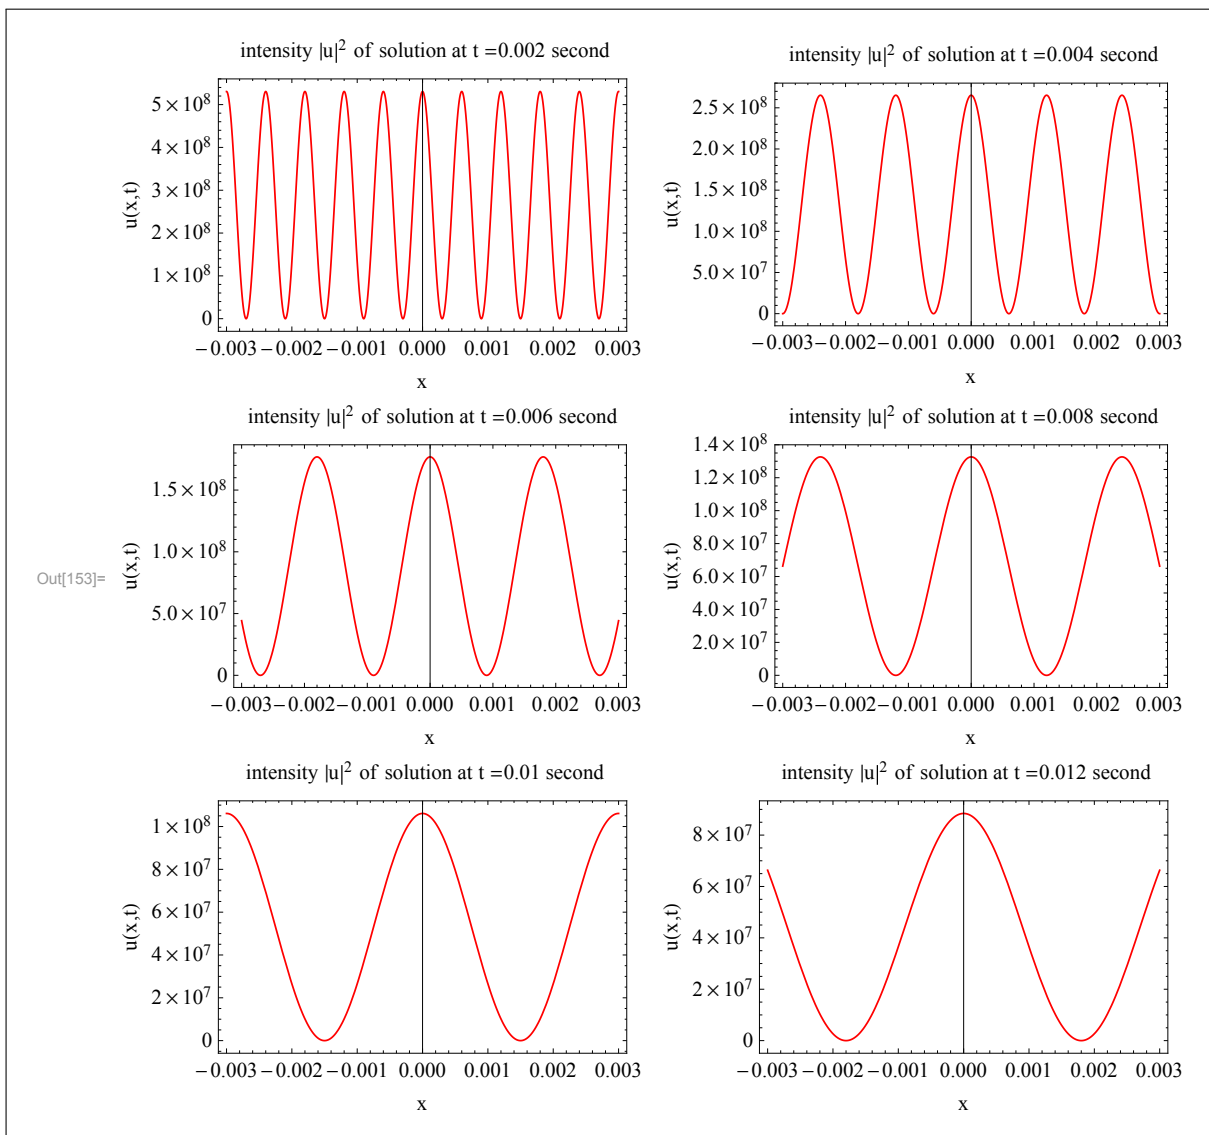 intensity |u|² of solution at t =0.002 second
5×10⁸
4×10⁸
3×10⁸
2×10⁸
1×10⁸
0
u(x,t)
−0.003 −0.002 −0.001 0.000 0.001 0.002 0.003
x
intensity |u|² of solution at t =0.004 second
2.5×10⁸
2.0×10⁸
1.5×10⁸
1.0×10⁸
5.0×10⁷
0
u(x,t)
−0.003 −0.002 −0.001 0.000 0.001 0.002 0.003
x
Out[153]=
intensity |u|² of solution at t =0.006 second
1.5×10⁸
1.0×10⁸
5.0×10⁷
0
u(x,t)
−0.003 −0.002 −0.001 0.000 0.001 0.002 0.003
x
intensity |u|² of solution at t =0.008 second
1.4×10⁸
1.2×10⁸
1.0×10⁸
8.0×10⁷
6.0×10⁷
4.0×10⁷
2.0×10⁷
0
u(x,t)
−0.003 −0.002 −0.001 0.000 0.001 0.002 0.003
x
intensity |u|² of solution at t =0.01 second
1×10⁸
8×10⁷
6×10⁷
4×10⁷
2×10⁷
0
u(x,t)
−0.003 −0.002 −0.001 0.000 0.001 0.002 0.003
x
intensity |u|² of solution at t =0.012 second
8×10⁷
6×10⁷
4×10⁷
2×10⁷
0
u(x,t)
−0.003 −0.002 −0.001 0.000 0.001 0.002 0.003
x